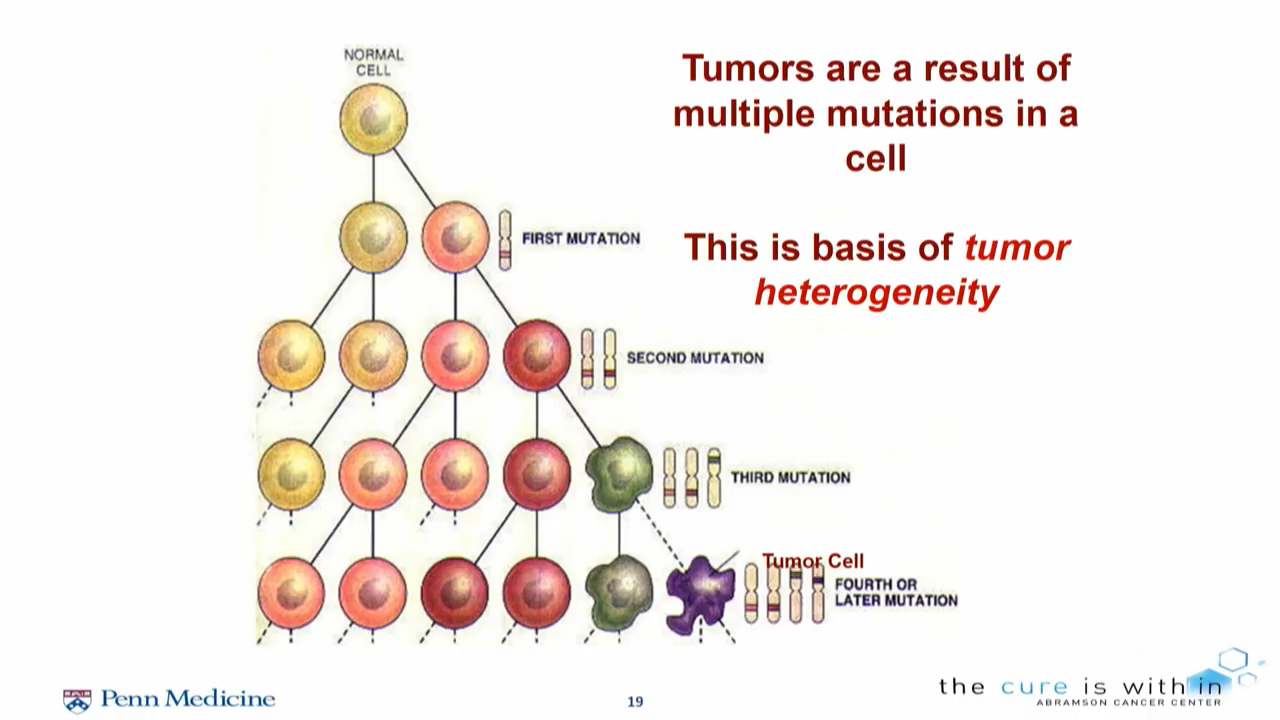 NORMAL
CELL
Tumors are a result of
multiple mutations in a
cell
This is basis of tumor
heterogeneity
FIRST MUTATION
SECOND MUTATION
THIRD MUTATION
Tumor Cell
FOURTH OR
LATER MUTATION
Penn Medicine
19
the cure is within
ABRAMSON CANCER CENTER